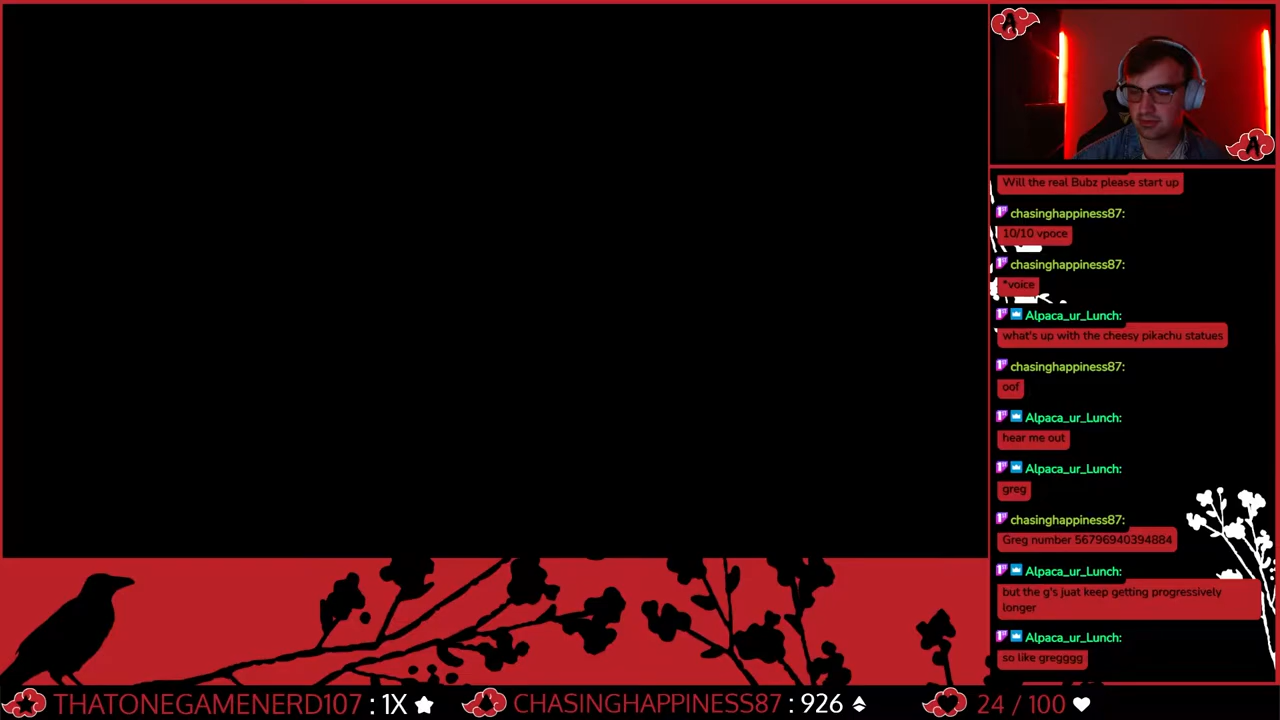 Will the real Bubz please start up
chasinghappiness87:
10/10 vpoce
chasinghappiness87:
*voice
Alpaca_ur_Lunch:
what's up with the cheesy pikachu statues
chasinghappiness87:
oof
Alpaca_ur_Lunch:
hear me out
Alpaca_ur_Lunch:
greg
chasinghappiness87:
Greg number 56796940394884
Alpaca_ur_Lunch:
but the g's juat keep getting progressively
longer
Alpaca_ur_Lunch:
so like gregggg
THATONEGAMENERD107 : 1X
CHASINGHAPPINESS87 : 926
24 / 100